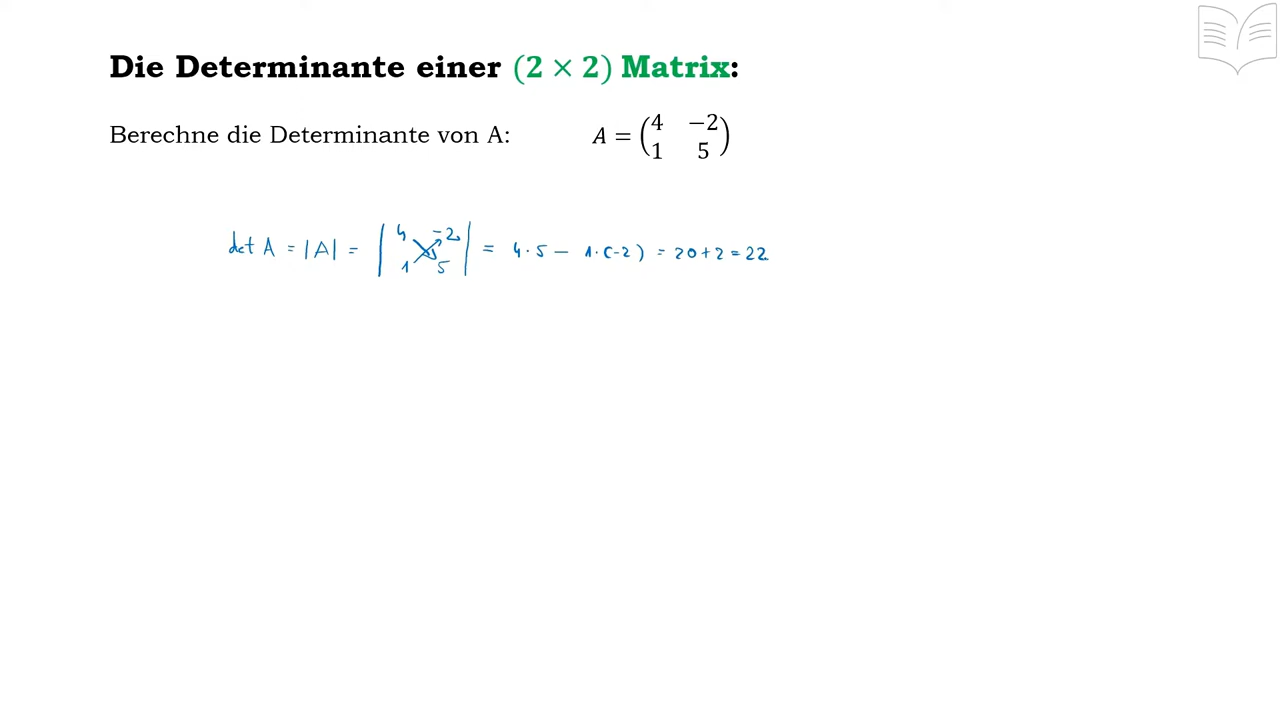 Die Determinante einer (2 × 2) Matrix:
Berechne die Determinante von A: A = (4 −2
1 5)
det A = |A| = |4 -2
1 5| = 4·5 − 1·(-2) = 20+2=22